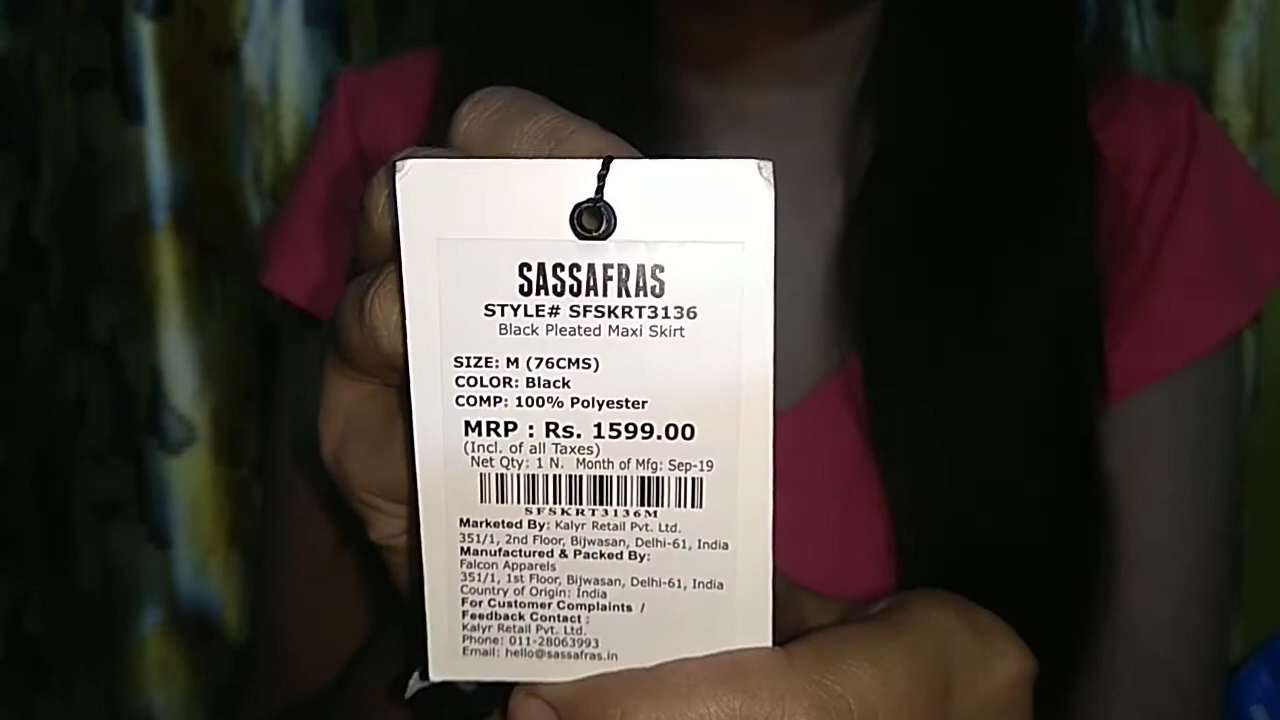 SASSAFRAS
STYLE# SFSKRT3136
Black Pleated Maxi Skirt
SIZE: M (76CMS)
COLOR: Black
COMP: 100% Polyester
MRP : Rs. 1599.00
(Incl. of all Taxes)
Net Qty: 1 N. Month of Mfg: Sep-19
SFSKRT3136M
Marketed By: Kalyr Retail Pvt. Ltd.
351/1, 2nd Floor, Bijwasan, Delhi-61, India
Manufactured & Packed By:
Falcon Apparels
351/1, 1st Floor, Bijwasan, Delhi-61, India
Country of Origin: India
For Customer Complaints /
Feedback Contact :
Kalyr Retail Pvt. Ltd.
Phone: 011-28063993
Email: hello@sassafras.in